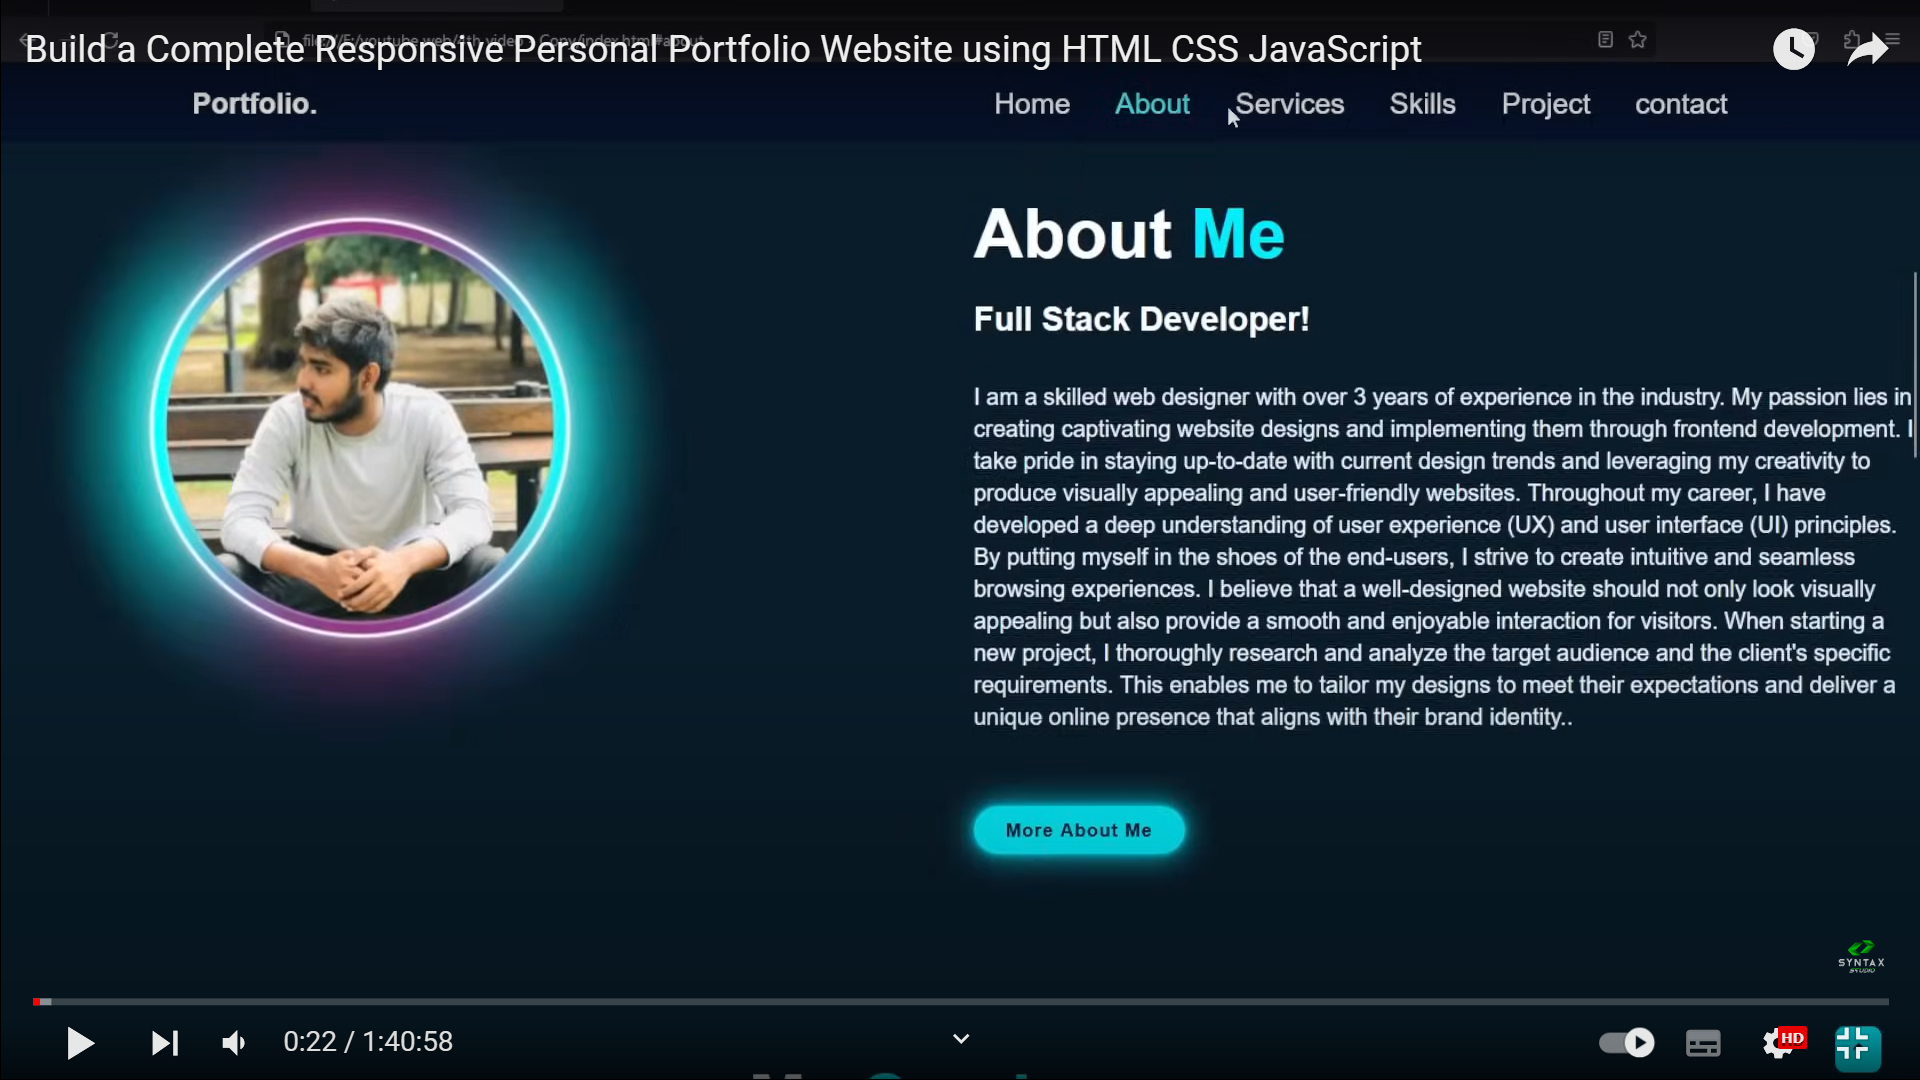 Build a Complete Responsive Personal Portfolio Website using HTML CSS JavaScript
Portfolio.
Home About Services Skills Project contact
About Me
Full Stack Developer!
I am a skilled web designer with over 3 years of experience in the industry. My passion lies in
creating captivating website designs and implementing them through frontend development. I
take pride in staying up-to-date with current design trends and leveraging my creativity to
produce visually appealing and user-friendly websites. Throughout my career, I have
developed a deep understanding of user experience (UX) and user interface (UI) principles.
By putting myself in the shoes of the end-users, I strive to create intuitive and seamless
browsing experiences. I believe that a well-designed website should not only look visually
appealing but also provide a smooth and enjoyable interaction for visitors. When starting a
new project, I thoroughly research and analyze the target audience and the client's specific
requirements. This enables me to tailor my designs to meet their expectations and deliver a
unique online presence that aligns with their brand identity..
More About Me
SYNTAX
STUDIO
0:22 / 1:40:58
HD